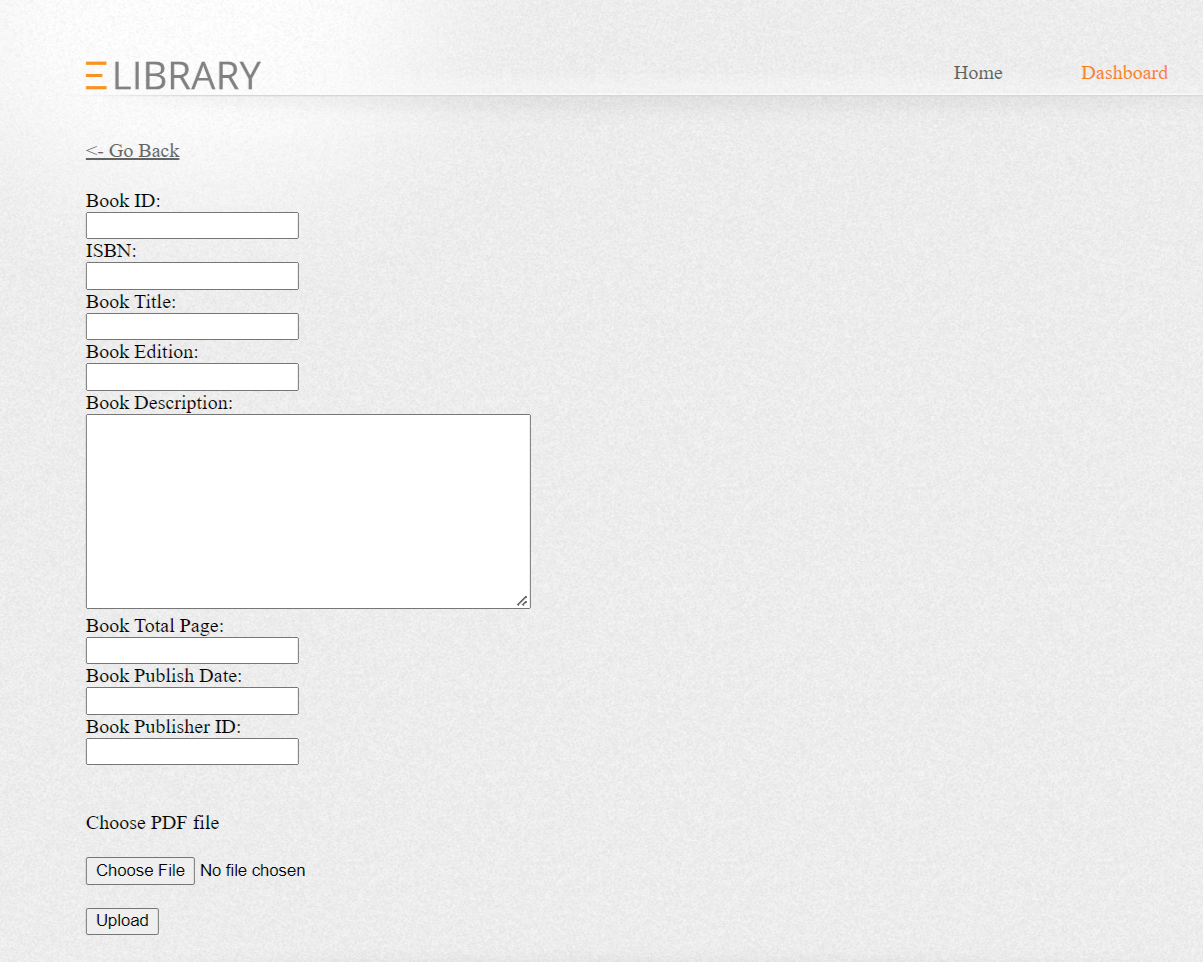 E LIBRARY
Home Dashboard
<- Go Back
Book ID:
ISBN:
Book Title:
Book Edition:
Book Description:
Book Total Page:
Book Publish Date:
Book Publisher ID:
Choose PDF file
Choose File No file chosen
Upload